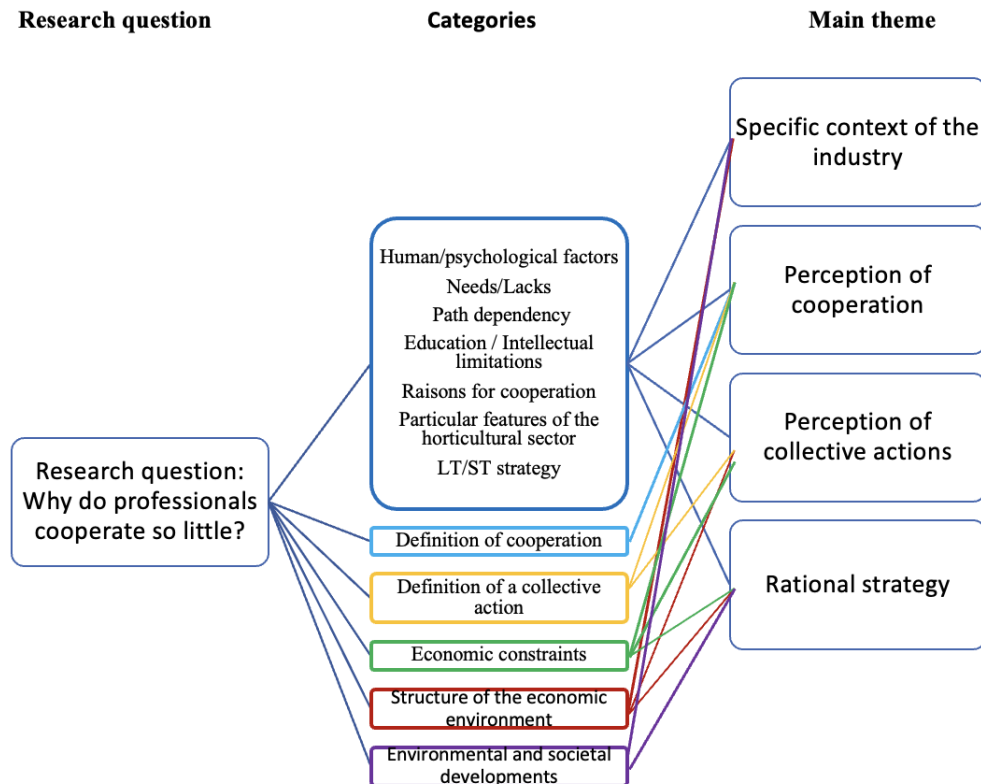 Research question
Categories
Main theme
Research question:
Why do professionals
cooperate so little?
Human/psychological factors
Needs/Lacks
Path dependency
Education / Intellectual
limitations
Raisons for cooperation
Particular features of the
horticultural sector
LT/ST strategy
Definition of cooperation
Definition of a collective
action
Economic constraints
Structure of the economic
environment
Environmental and societal
developments
Specific context of the
industry
Perception of
cooperation
Perception of
collective actions
Rational strategy